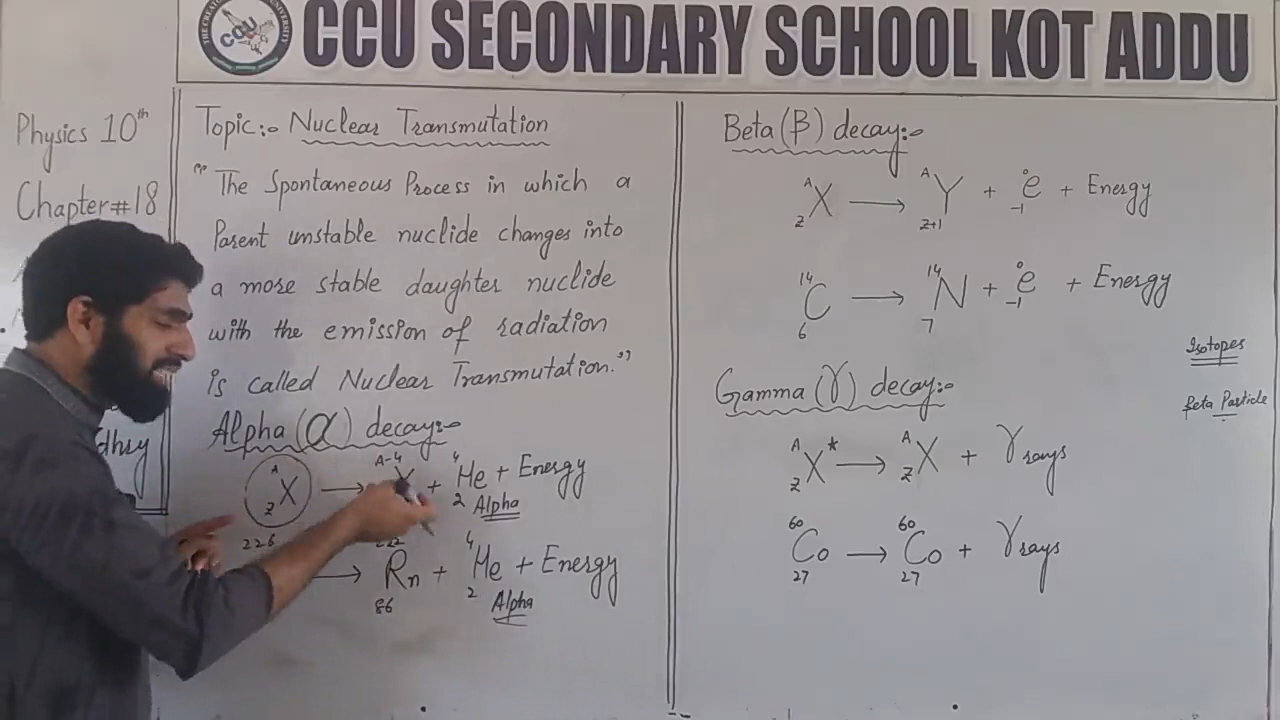 CCU
CCU SECONDARY SCHOOL KOT ADDU
Physics 10th
Chapter#18
Topic:- Nuclear Transmutation
"The Spontaneous Process in which a
Parent unstable nuclide changes into
a more stable daughter nuclide
with the emission of radiation
is called Nuclear Transmutation."
Alpha (α) decay:-
A
Z X → A-4 Y + 4
2 He + Energy
Alpha
226
→ 222
86 Rn + 4
2 He + Energy
Alpha
Beta (β) decay:-
A
Z X → A
Z+1 Y + 0
-1 e + Energy
14
6 C → 14
7 N + 0
-1 e + Energy
Isotopes
Beta Particle
Gamma (γ) decay:-
A
Z X* → A
Z X + γ rays
60
27 Co → 60
27 Co + γ rays